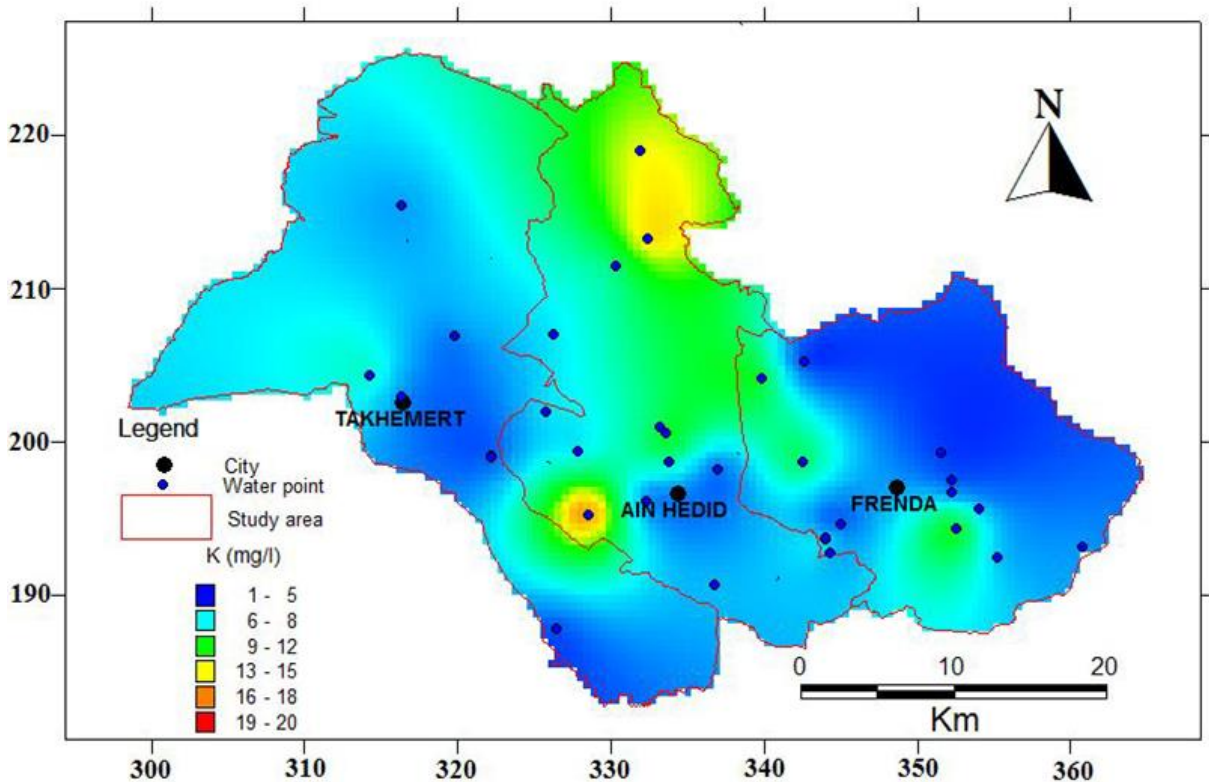 N
220
210
200
190
TAKHEMERT
AIN HEDID
FRENDA
Legend
City
Water point
Study area
K (mg/l)
1 - 5
6 - 8
9 - 12
13 - 15
16 - 18
19 - 20
0 10 20
Km
300 310 320 330 340 350 360